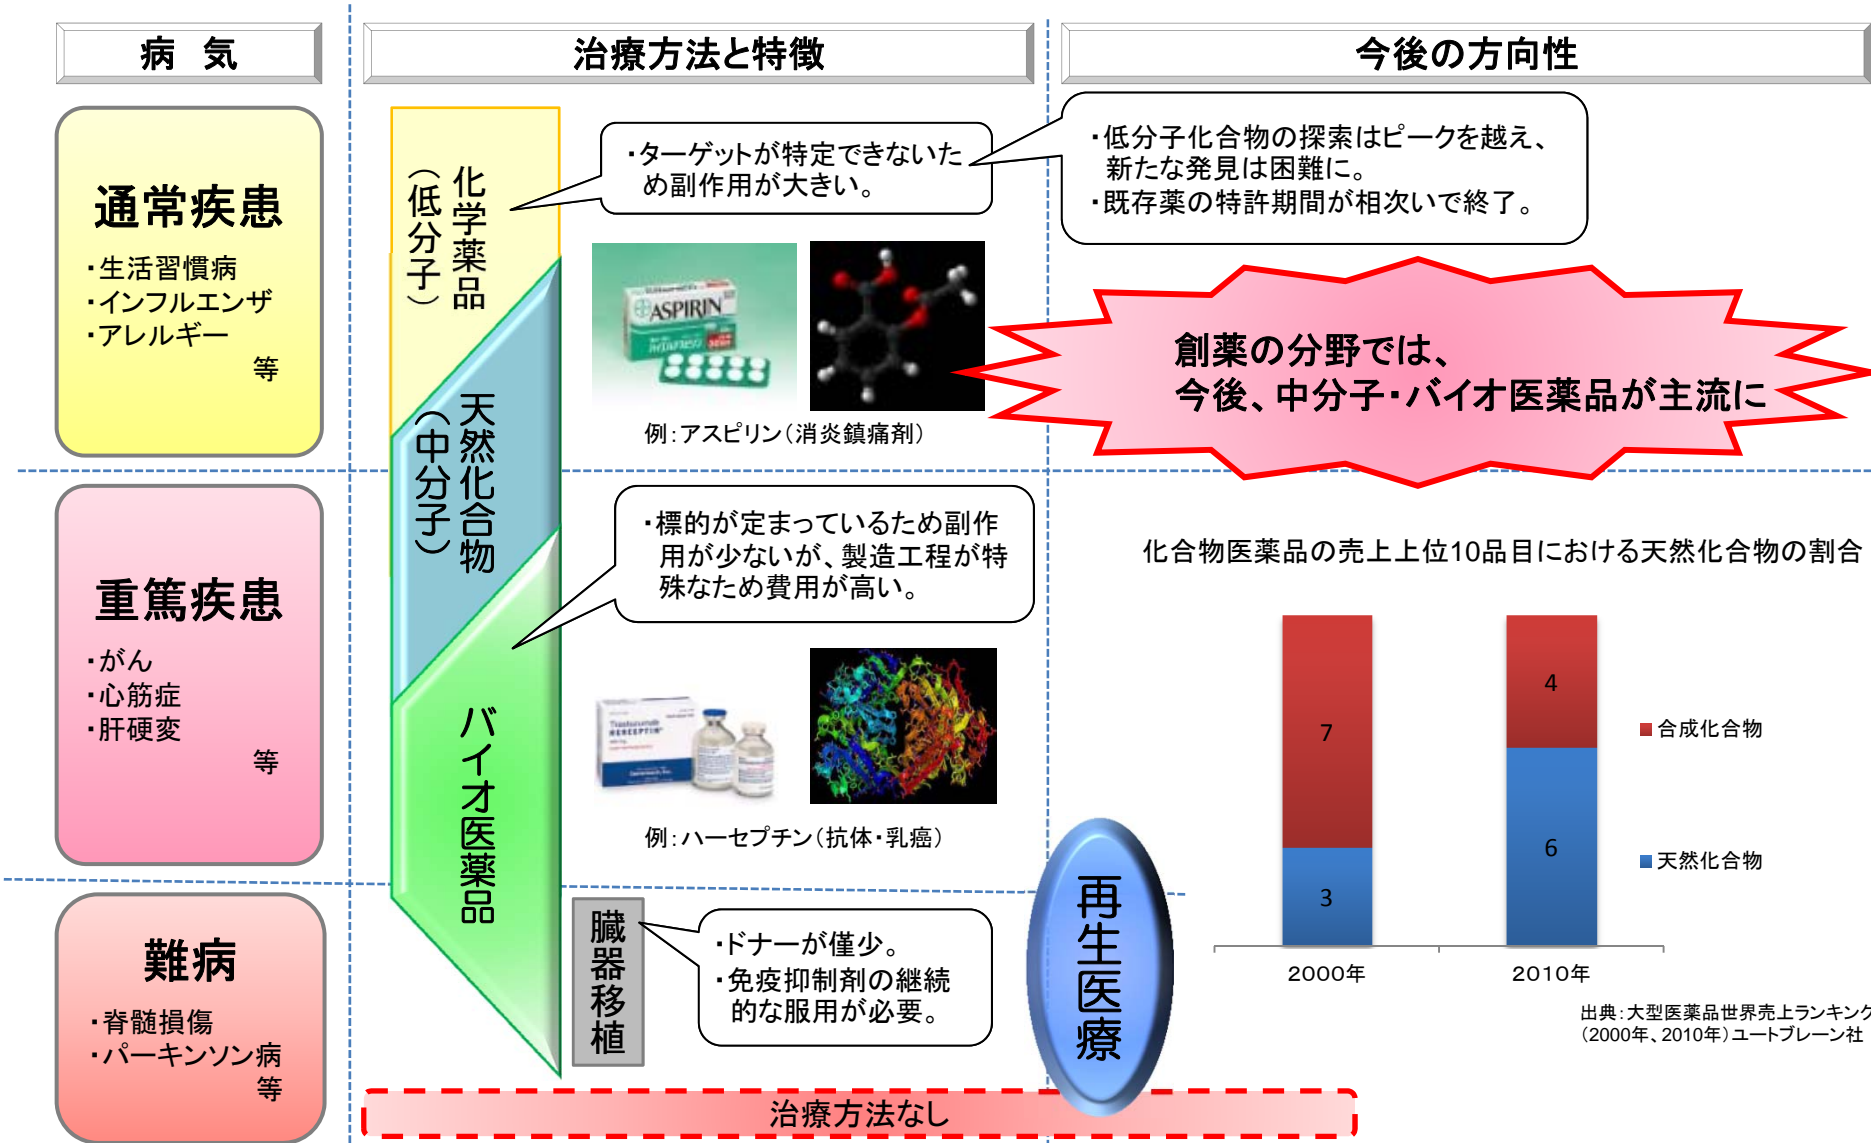 病 気
治療方法と特徴
今後の方向性
通常疾患
・生活習慣病
・インフルエンザ
・アレルギー
等
化学薬品
（低分子）
・ターゲットが特定できないた
め副作用が大きい。
・低分子化合物の探索はピークを越え、
新たな発見は困難に。
・既存薬の特許期間が相次いで終了。
ASPIRIN
例：アスピリン（消炎鎮痛剤）
創薬の分野では、
今後、中分子・バイオ医薬品が主流に
天然化合物
（中分子）
重篤疾患
・がん
・心筋症
・肝硬変
等
・標的が定まっているため副作
用が少ないが、製造工程が特
殊なため費用が高い。
バイオ医薬品
Trastuzumab
HERCEPTIN
例：ハーセプチン（抗体・乳癌）
化合物医薬品の売上上位10品目における天然化合物の割合
7
4
合成化合物
3
6
天然化合物
2000年
2010年
出典：大型医薬品世界売上ランキング
（2000年、2010年）ユートブレーン社
難病
・脊髄損傷
・パーキンソン病
等
臓器移植
・ドナーが僅少。
・免疫抑制剤の継続
的な服用が必要。
再生医療
治療方法なし